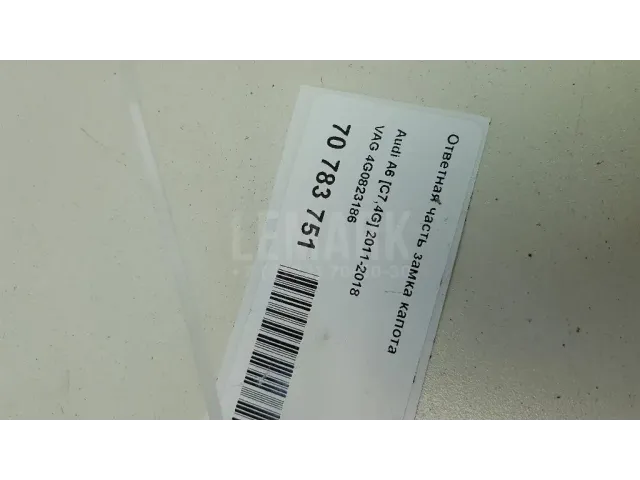 Ответная часть замка капота
Audi A6 [C7,4G] 2011-2018
VAG 4G0823186
70 783 751